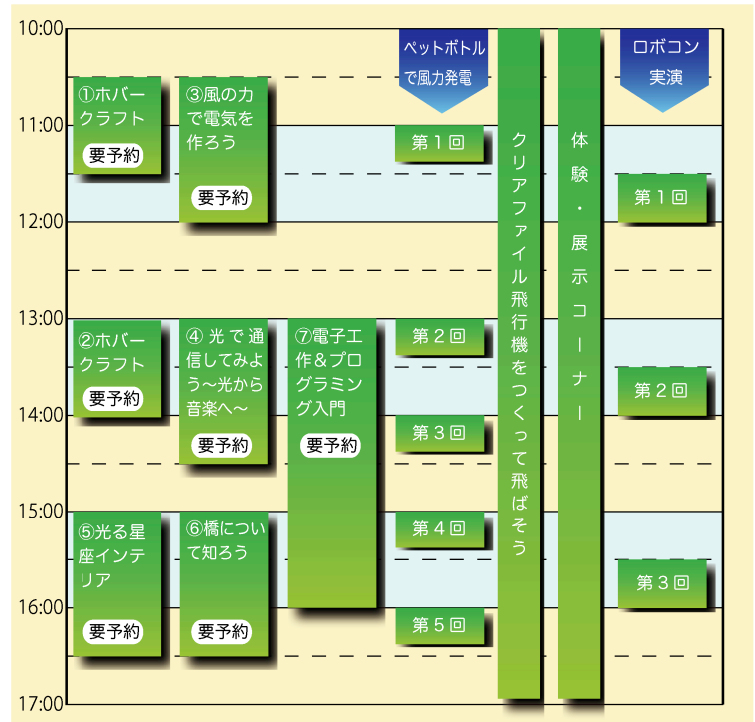 10:00
11:00
12:00
13:00
14:00
15:00
16:00
17:00
①ホバー
クラフト
要予約
②ホバー
クラフト
要予約
⑤光る星
座インテ
リア
要予約
③風の力
で電気を
作ろう
要予約
④光で通
信してみよ
う〜光から
音楽へ〜
要予約
⑥橋につい
て知ろう
要予約
⑦電子工
作＆プロ
グラミン
グ入門
要予約
ペットボトル
で風力発電
第1回
第2回
第3回
第4回
第5回
クリアファイル飛行機をつくって飛ばそう
体験・展示コーナー
ロボコン
実演
第1回
第2回
第3回